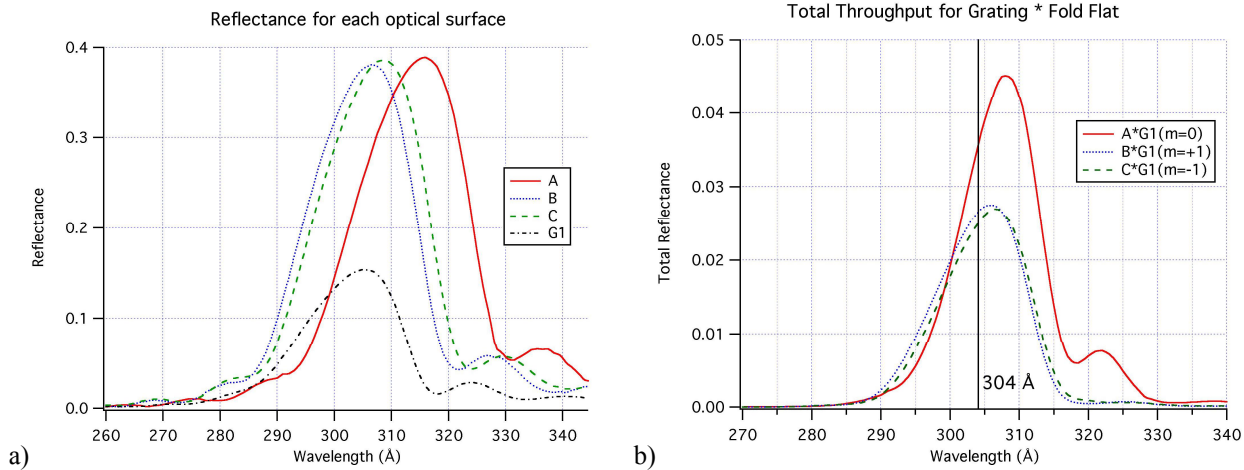 Reflectance for each optical surface
0.4
0.3
0.2
0.1
0.0
Reflectance
A
B
C
G1
260 270 280 290 300 310 320 330 340
Wavelength (Å)
a)
Total Throughput for Grating * Fold Flat
0.05
0.04
0.03
0.02
0.01
0.00
Total Reflectance
A*G1(m=0)
B*G1(m=+1)
C*G1(m=-1)
304 Å
270 280 290 300 310 320 330 340
Wavelength (Å)
b)